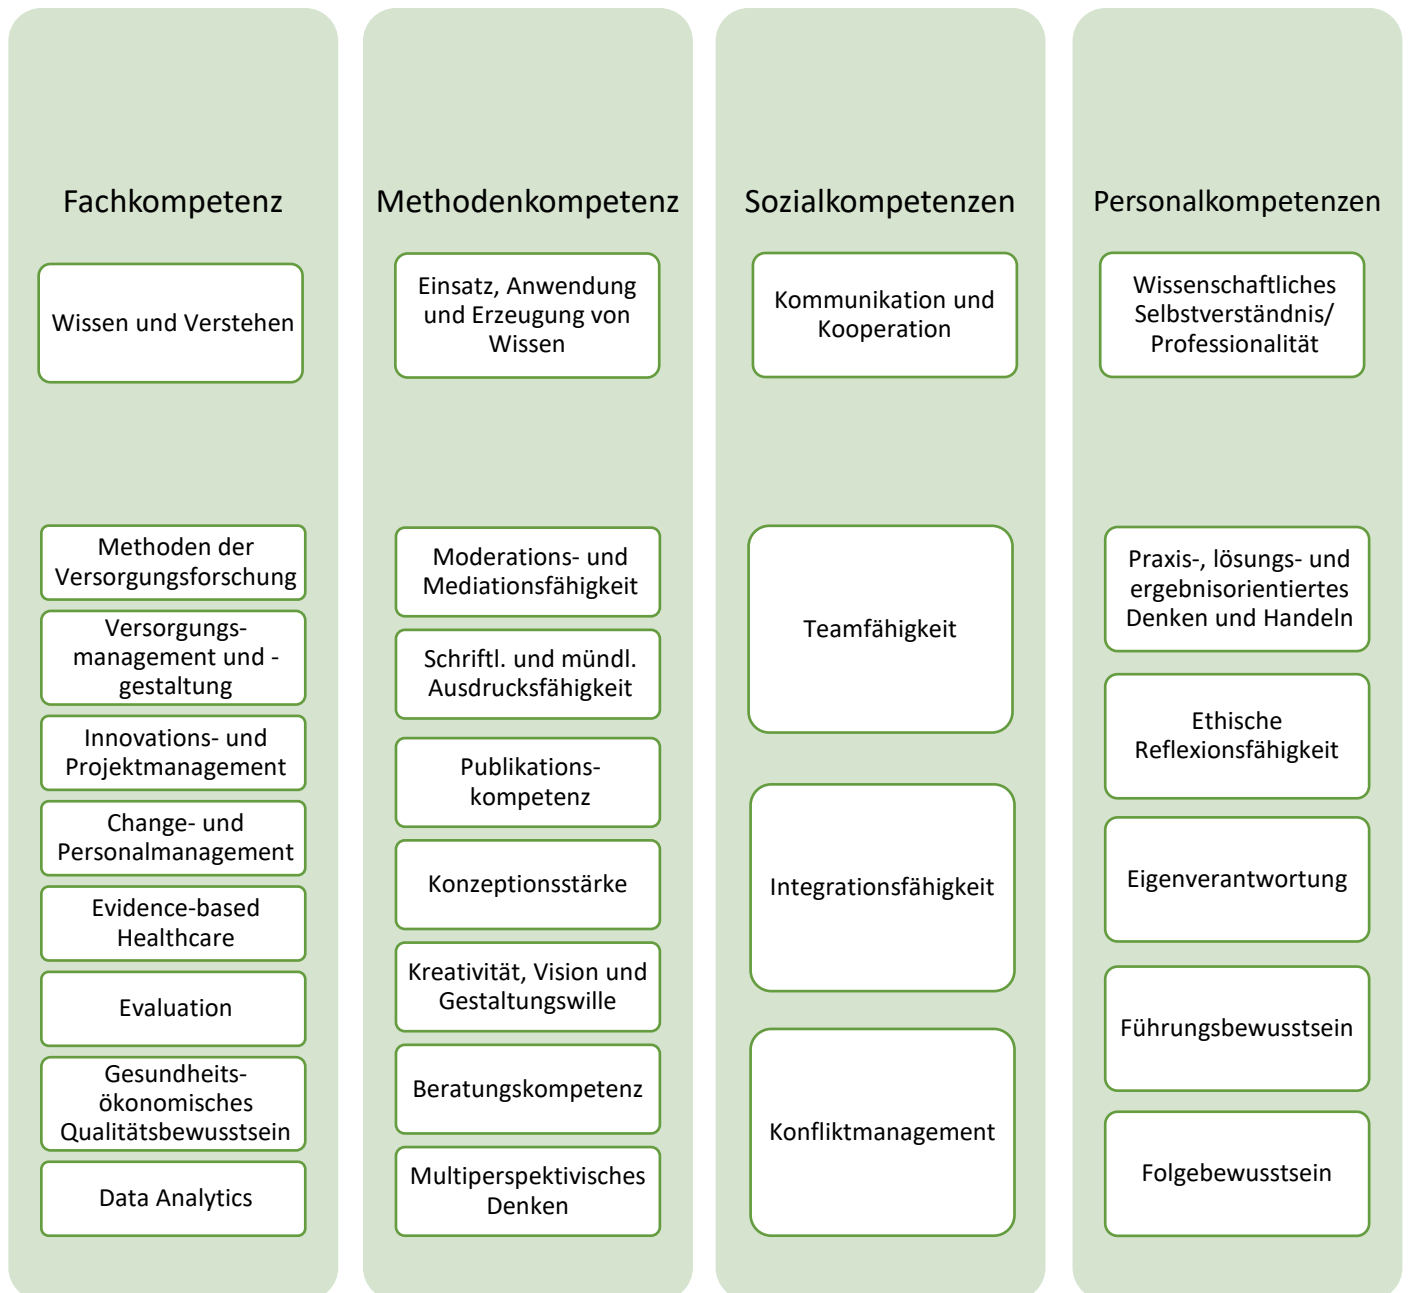 Fachkompetenz
Wissen und Verstehen
Methoden der
Versorgungsforschung
Versorgungs-
management und -
gestaltung
Innovations- und
Projektmanagement
Change- und
Personalmanagement
Evidence-based
Healthcare
Evaluation
Gesundheits-
ökonomisches
Qualitätsbewusstsein
Data Analytics
Methodenkompetenz
Einsatz, Anwendung
und Erzeugung von
Wissen
Moderations- und
Mediationsfähigkeit
Schriftl. und mündl.
Ausdrucksfähigkeit
Publikations-
kompetenz
Konzeptionsstärke
Kreativität, Vision und
Gestaltungswille
Beratungskompetenz
Multiperspektivisches
Denken
Sozialkompetenzen
Kommunikation und
Kooperation
Teamfähigkeit
Integrationsfähigkeit
Konfliktmanagement
Personalkompetenzen
Wissenschaftliches
Selbstverständnis/
Professionalität
Praxis-, lösungs- und
ergebnisorientiertes
Denken und Handeln
Ethische
Reflexionsfähigkeit
Eigenverantwortung
Führungsbewusstsein
Folgebewusstsein